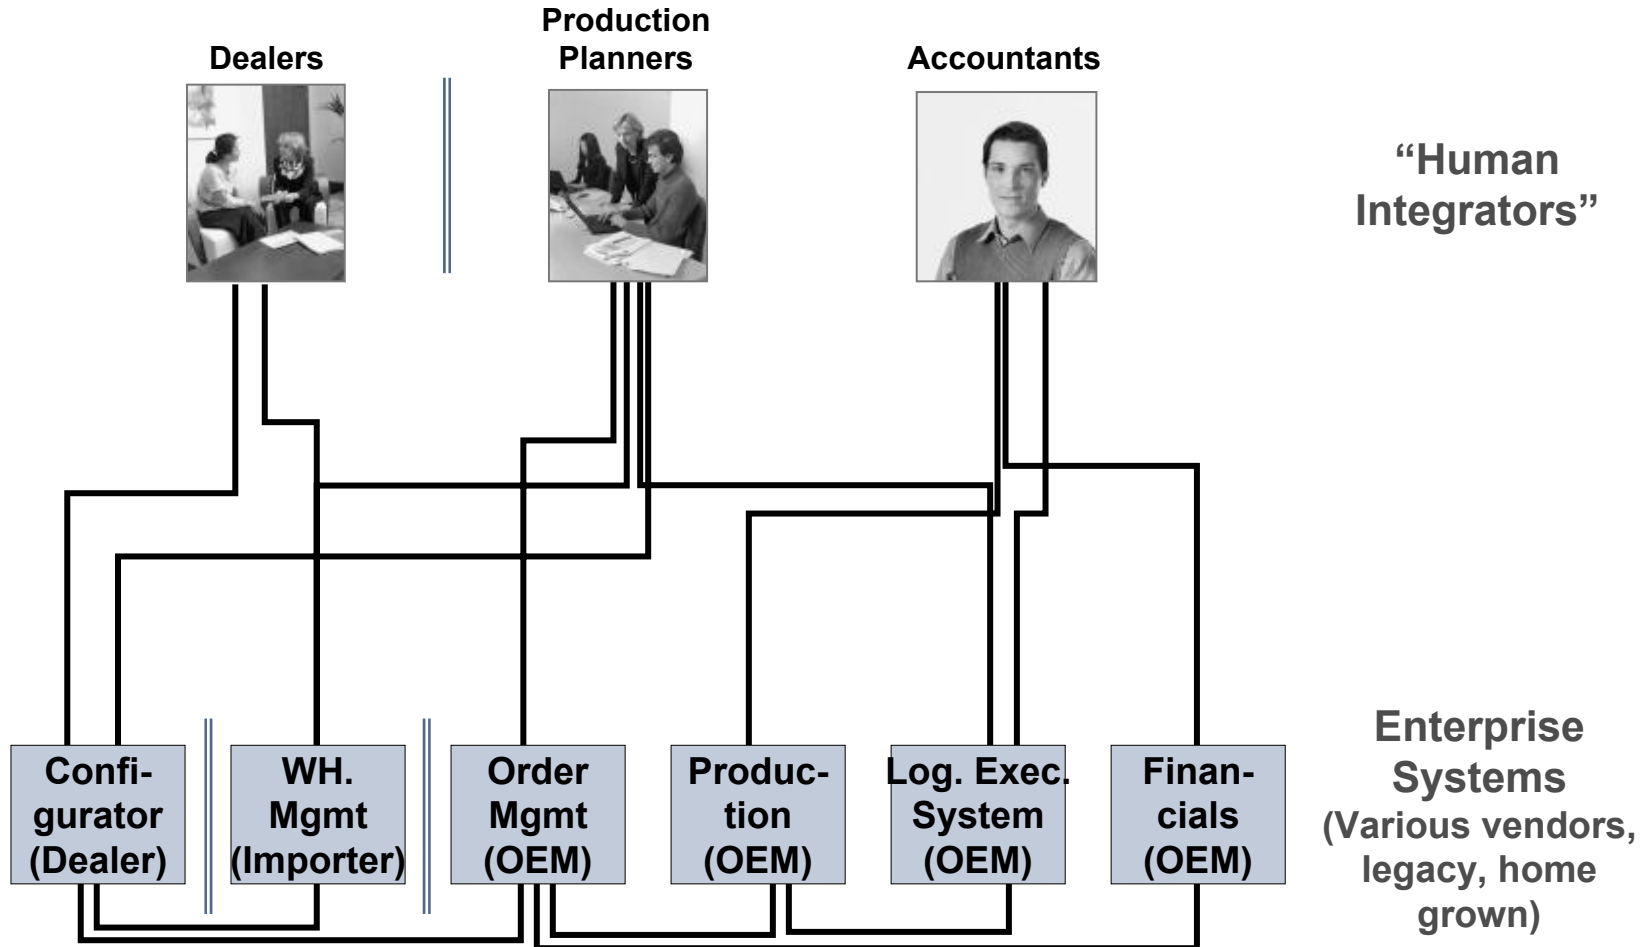 Dealers
Production
Planners
Accountants
“Human
Integrators”
Confi-
gurator
(Dealer)
WH.
Mgmt
(Importer)
Order
Mgmt
(OEM)
Produc-
tion
(OEM)
Log. Exec.
System
(OEM)
Finan-
cials
(OEM)
Enterprise
Systems
(Various vendors,
legacy, home
grown)